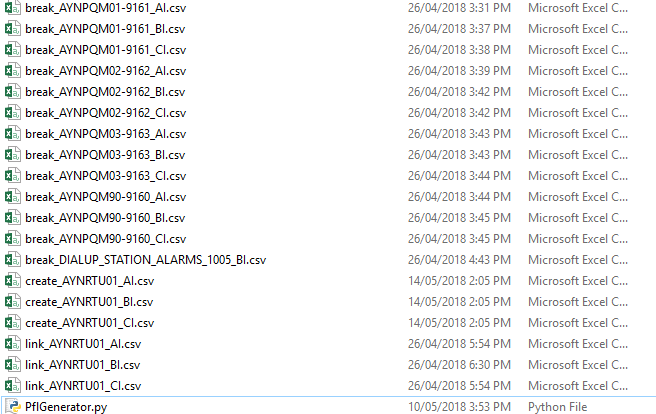 break_AYNPQM01-9161_AI.csv 26/04/2018 3:31 PM Microsoft Excel C...
break_AYNPQM01-9161_BI.csv 26/04/2018 3:37 PM Microsoft Excel C...
break_AYNPQM01-9161_CI.csv 26/04/2018 3:38 PM Microsoft Excel C...
break_AYNPQM02-9162_AI.csv 26/04/2018 3:39 PM Microsoft Excel C...
break_AYNPQM02-9162_BI.csv 26/04/2018 3:42 PM Microsoft Excel C...
break_AYNPQM02-9162_CI.csv 26/04/2018 3:42 PM Microsoft Excel C...
break_AYNPQM03-9163_AI.csv 26/04/2018 3:43 PM Microsoft Excel C...
break_AYNPQM03-9163_BI.csv 26/04/2018 3:43 PM Microsoft Excel C...
break_AYNPQM03-9163_CI.csv 26/04/2018 3:44 PM Microsoft Excel C...
break_AYNPQM90-9160_AI.csv 26/04/2018 3:44 PM Microsoft Excel C...
break_AYNPQM90-9160_BI.csv 26/04/2018 3:45 PM Microsoft Excel C...
break_AYNPQM90-9160_CI.csv 26/04/2018 3:45 PM Microsoft Excel C...
break_DIALUP_STATION_ALARMS_1005_BI.csv 26/04/2018 4:43 PM Microsoft Excel C...
create_AYNRTU01_AI.csv 14/05/2018 2:05 PM Microsoft Excel C...
create_AYNRTU01_BI.csv 14/05/2018 2:05 PM Microsoft Excel C...
create_AYNRTU01_CI.csv 14/05/2018 2:05 PM Microsoft Excel C...
link_AYNRTU01_AI.csv 26/04/2018 5:54 PM Microsoft Excel C...
link_AYNRTU01_BI.csv 26/04/2018 6:30 PM Microsoft Excel C...
link_AYNRTU01_CI.csv 26/04/2018 5:54 PM Microsoft Excel C...
PflGenerator.py 10/05/2018 3:53 PM Python File